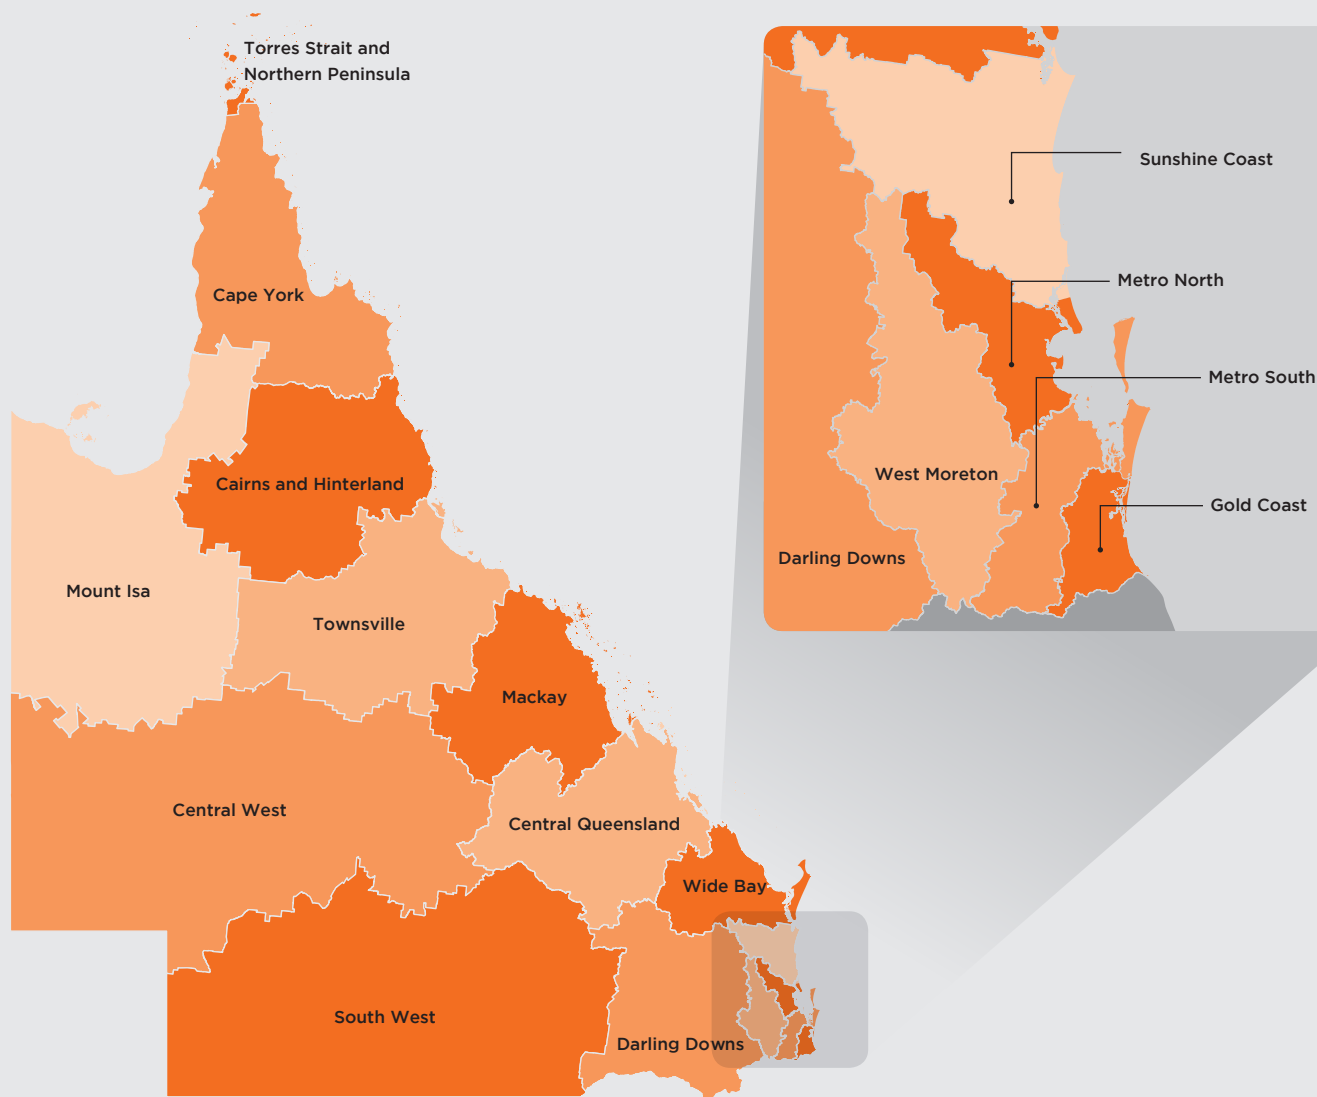 Torres Strait and
Northern Peninsula
Cape York
Cairns and Hinterland
Mount Isa
Townsville
Mackay
Central West
Central Queensland
Wide Bay
South West
Darling Downs
Sunshine Coast
Metro North
Metro South
West Moreton
Gold Coast
Darling Downs